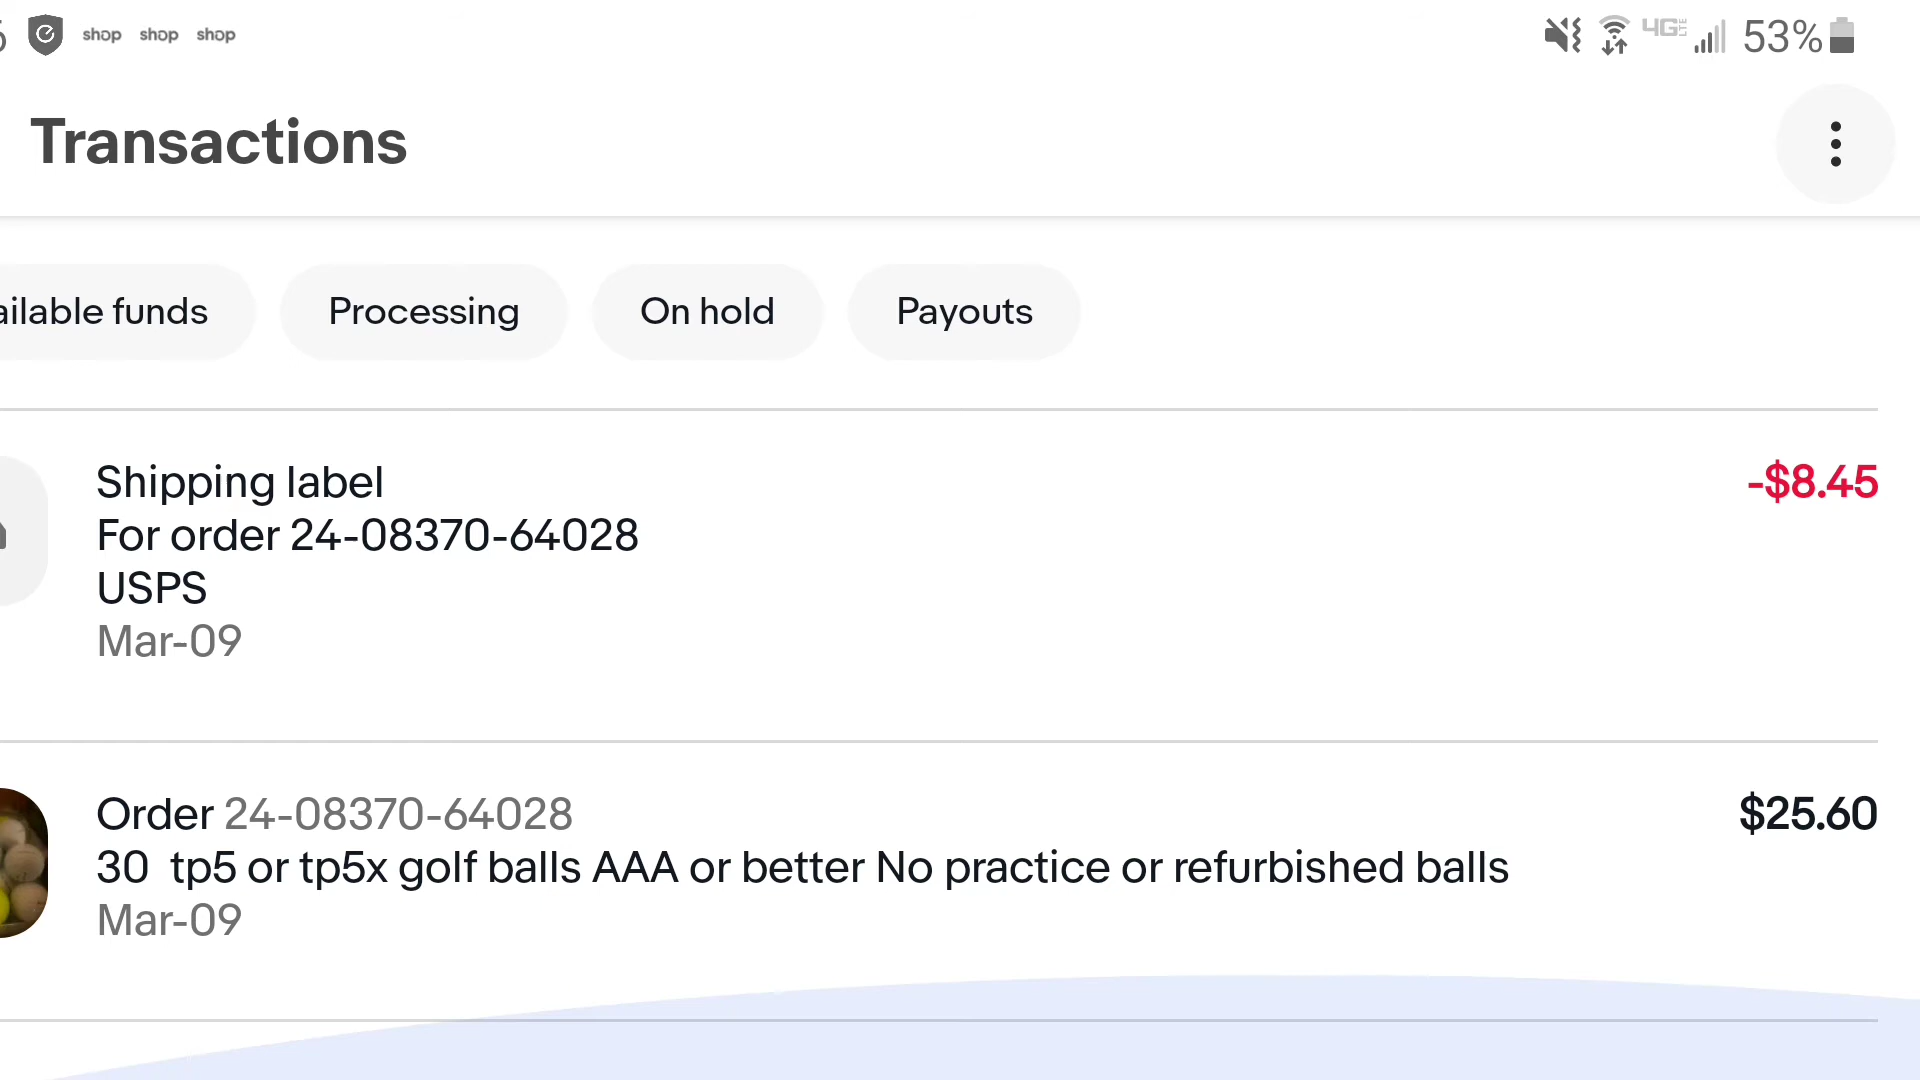 shop shop shop 4G LTE 53%
Transactions
ailable funds Processing On hold Payouts
Shipping label -$8.45
For order 24-08370-64028
USPS
Mar-09
Order 24-08370-64028 $25.60
30 tp5 or tp5x golf balls AAA or better No practice or refurbished balls
Mar-09